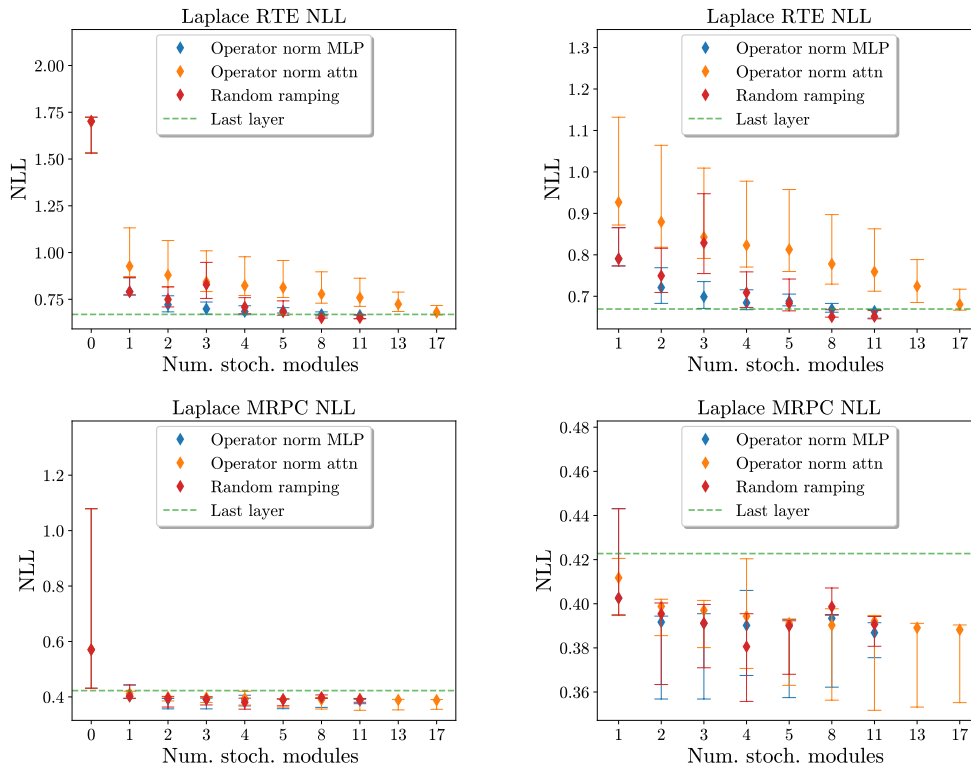 Laplace RTE NLL
NLL
2.00
1.75
1.50
1.25
1.00
0.75
Operator norm MLP
Operator norm attn
Random ramping
Last layer
0 1 2 3 4 5 8 11 13 17
Num. stoch. modules
Laplace RTE NLL
NLL
1.3
1.2
1.1
1.0
0.9
0.8
0.7
Operator norm MLP
Operator norm attn
Random ramping
Last layer
1 2 3 4 5 8 11 13 17
Num. stoch. modules
Laplace MRPC NLL
NLL
1.2
1.0
0.8
0.6
0.4
Operator norm MLP
Operator norm attn
Random ramping
Last layer
0 1 2 3 4 5 8 11 13 17
Num. stoch. modules
Laplace MRPC NLL
NLL
0.48
0.46
0.44
0.42
0.40
0.38
0.36
Operator norm MLP
Operator norm attn
Random ramping
Last layer
1 2 3 4 5 8 11 13 17
Num. stoch. modules